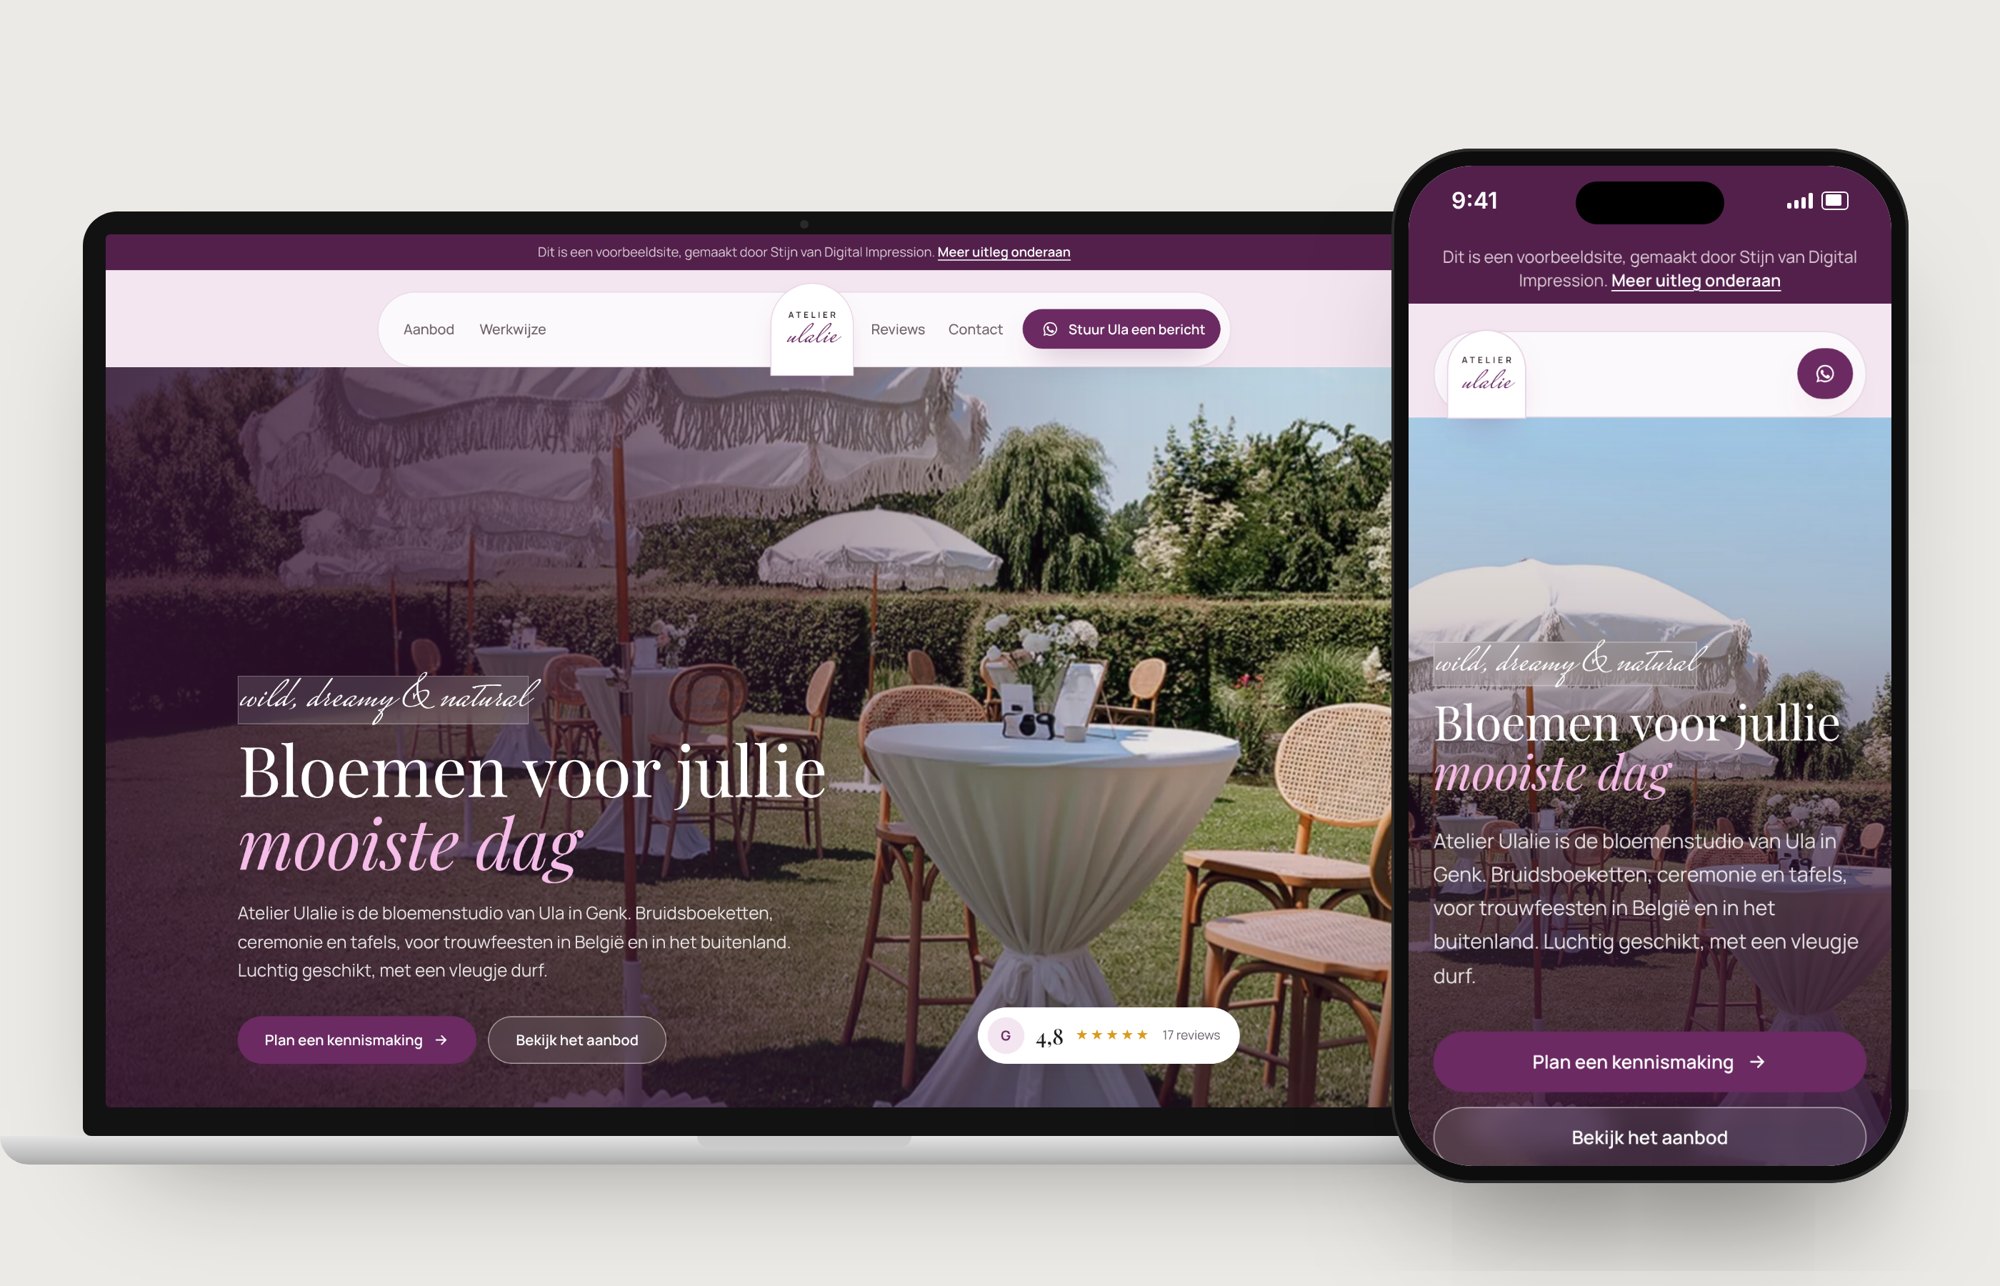 Dit is een voorbeeldsite, gemaakt door Stijn van Digital Impression. Meer uitleg onderaan
Aanbod
Werkwijze
ATELIER
ulalie
Reviews
Contact
Stuur Ula een bericht
wild, dreamy & natural
Bloemen voor jullie
mooiste dag
Atelier Ulalie is de bloemenstudio van Ula in Genk. Bruidsboeketten,
ceremonie en tafels, voor trouwfeesten in België en in het buitenland.
Luchtig geschikt, met een vleugje durf.
Plan een kennismaking →
Bekijk het aanbod
G 4,8 ★★★★★ 17 reviews
9:41
Dit is een voorbeeldsite, gemaakt door Stijn van Digital
Impression. Meer uitleg onderaan
ATELIER
ulalie
wild, dreamy & natural
Bloemen voor jullie
mooiste dag
Atelier Ulalie is de bloemenstudio van Ula in
Genk. Bruidsboeketten, ceremonie en tafels,
voor trouwfeesten in België en in het
buitenland. Luchtig geschikt, met een vleugje
durf.
Plan een kennismaking →
Bekijk het aanbod